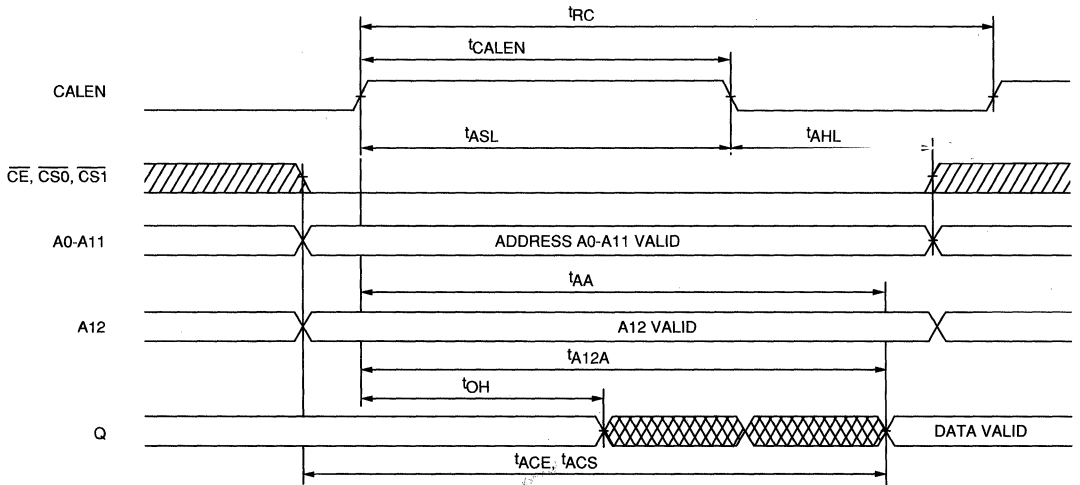 tRC
tCALEN
CALEN
tASL
tAHL
CE, CS0, CS1
A0-A11
ADDRESS A0-A11 VALID
tAA
A12
A12 VALID
tA12A
tOH
Q
DATA VALID
tACE, tACS